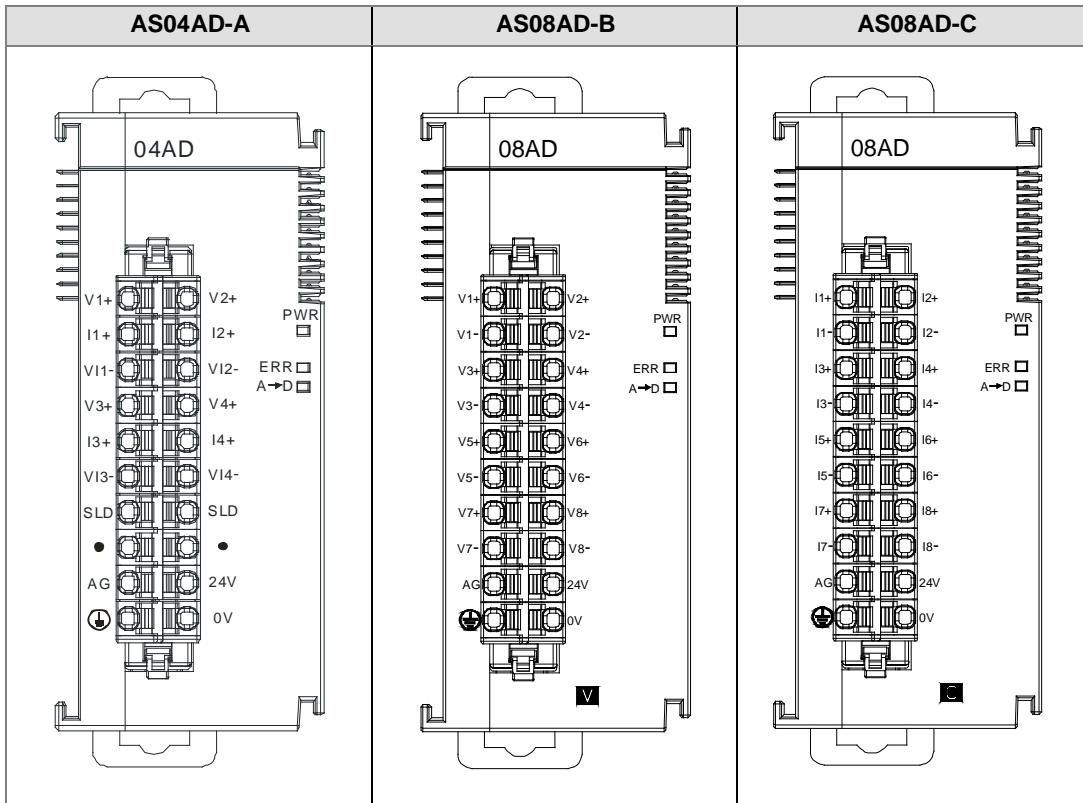 AS04AD-A AS08AD-B AS08AD-C
04AD
V1+ V2+
PWR
I1+ I2+
VI1- VI2- ERR
A→D
V3+ V4+
I3+ I4+
VI3- VI4-
SLD SLD
● ●
AG 24V
0V
08AD
V1+ V2+
PWR
V1- V2-
V3+ V4+ ERR
A→D
V3- V4-
V5+ V6+
V5- V6-
V7+ V8+
V7- V8-
AG 24V
0V
V
08AD
I1+ I2+
PWR
I1- I2-
I3+ I4+ ERR
A→D
I3- I4-
I5+ I6+
I5- I6-
I7+ I8+
I7- I8-
AG 24V
0V
C